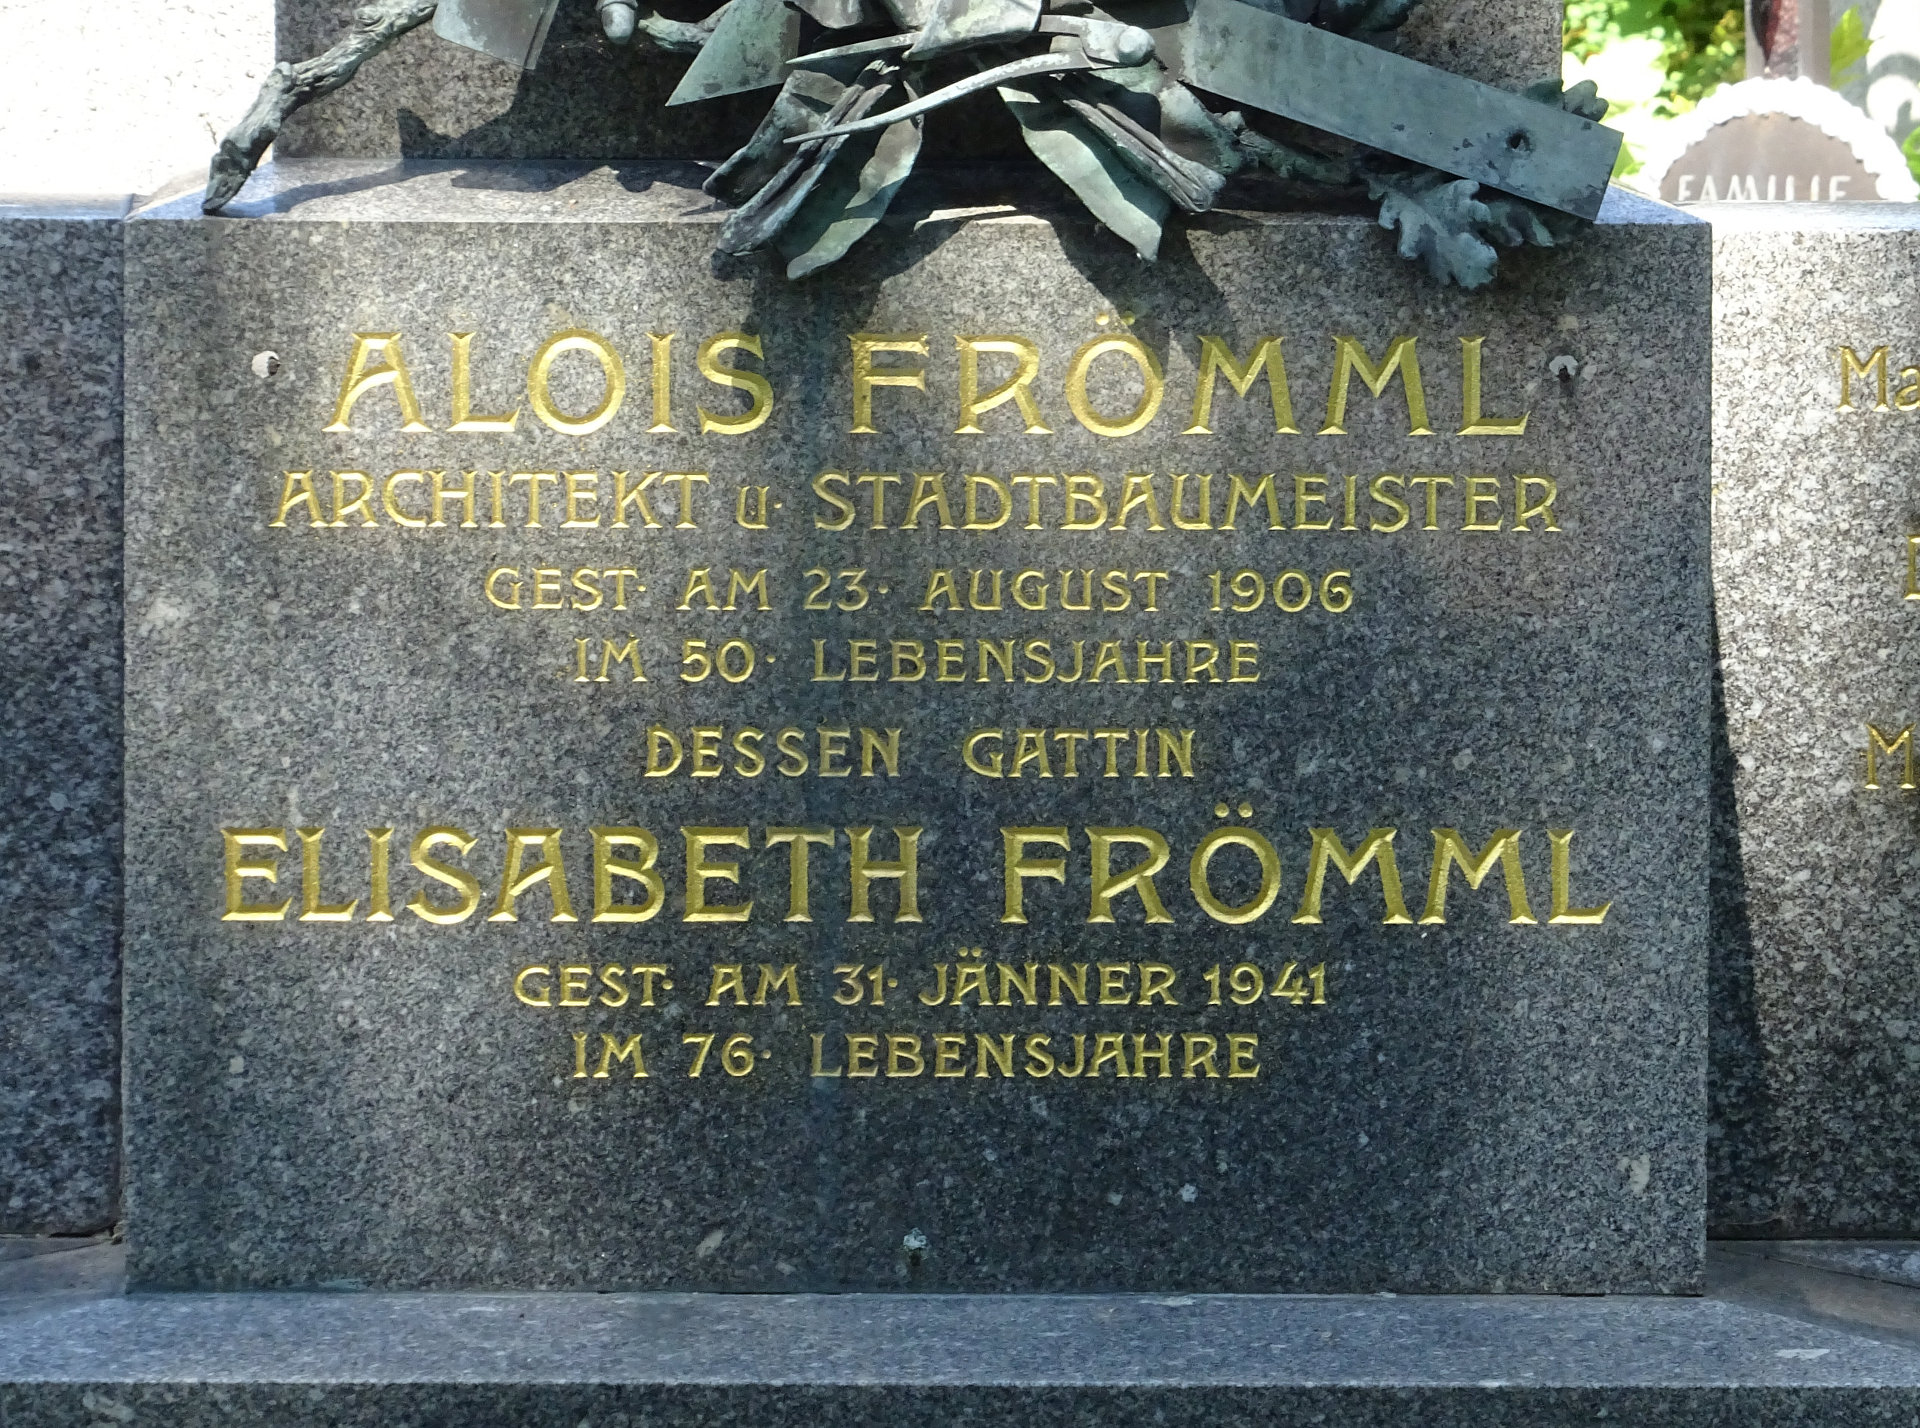 FAMILIE
ALOIS FRÖMML
ARCHITEKT u. STADTBAUMEISTER
GEST. AM 23. AUGUST 1906
IM 50. LEBENSJAHRE
DESSEN GATTIN
ELISABETH FRÖMML
GEST. AM 31. JÄNNER 1941
IM 76. LEBENSJAHRE